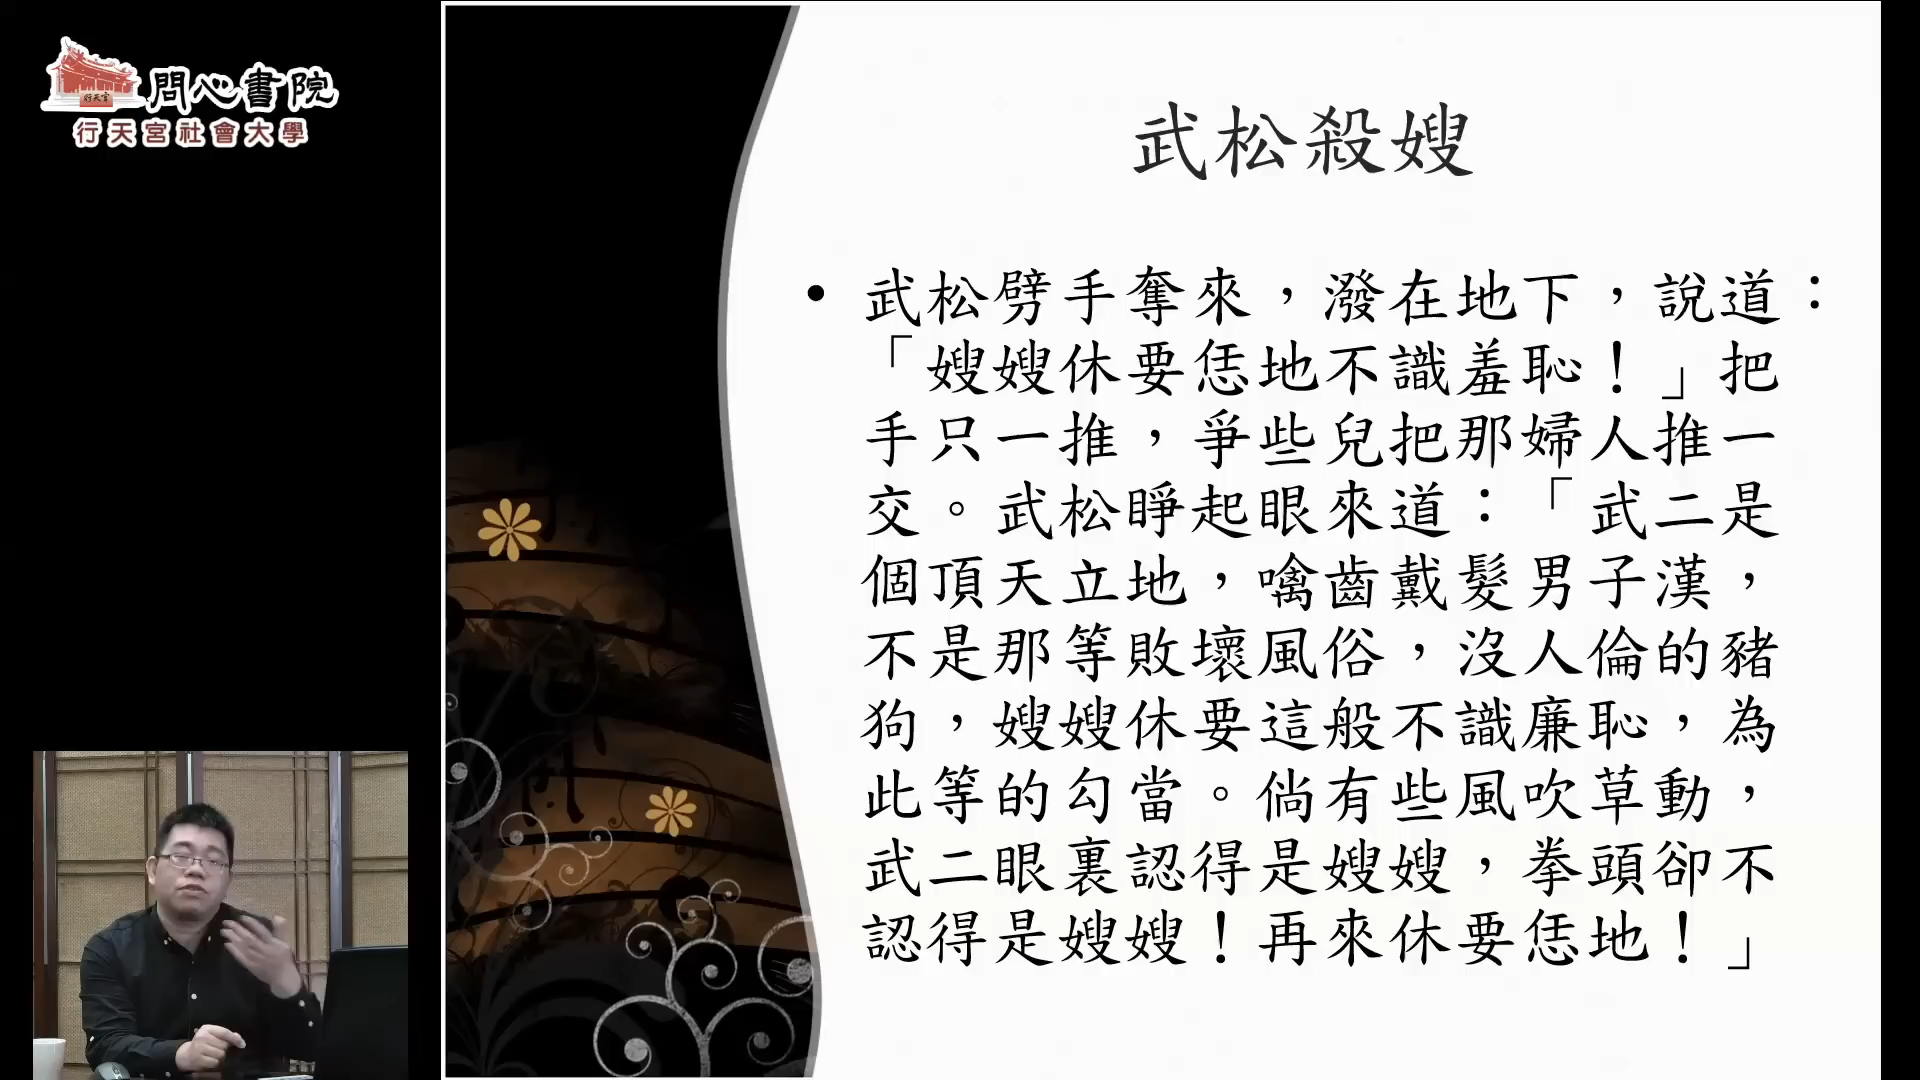 問心書院
行天宮社會大學
行天宮
武松殺嫂
• 武松劈手奪來，潑在地下，說道：
「嫂嫂休要恁地不識羞恥！」把
手只一推，爭些兒把那婦人推一
交。武松睜起眼來道：「武二是
個頂天立地，噙齒戴髮男子漢，
不是那等敗壞風俗，沒人倫的豬
狗，嫂嫂休要這般不識廉恥，為
此等的勾當。倘有些風吹草動，
武二眼裏認得是嫂嫂，拳頭卻不
認得是嫂嫂！再來休要恁地！」